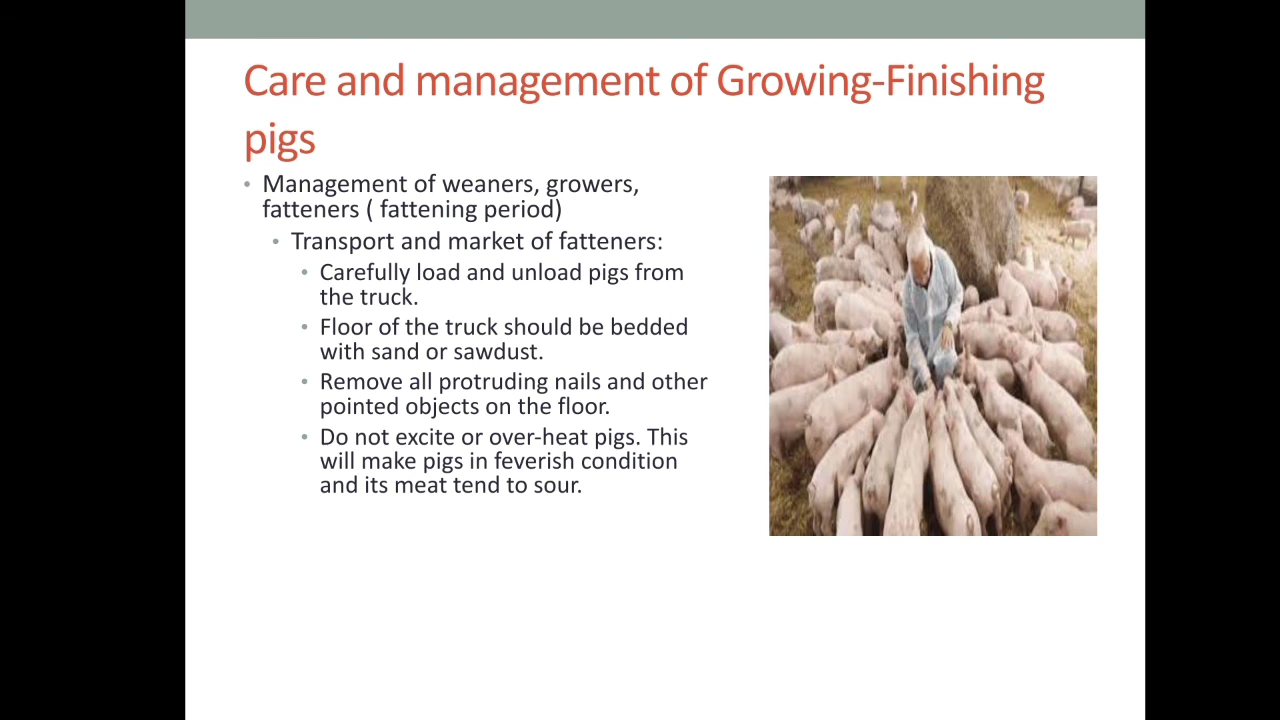 Care and management of Growing-Finishing
pigs
• Management of weaners, growers,
fatteners ( fattening period)
• Transport and market of fatteners:
• Carefully load and unload pigs from
the truck.
• Floor of the truck should be bedded
with sand or sawdust.
• Remove all protruding nails and other
pointed objects on the floor.
• Do not excite or over-heat pigs. This
will make pigs in feverish condition
and its meat tend to sour.